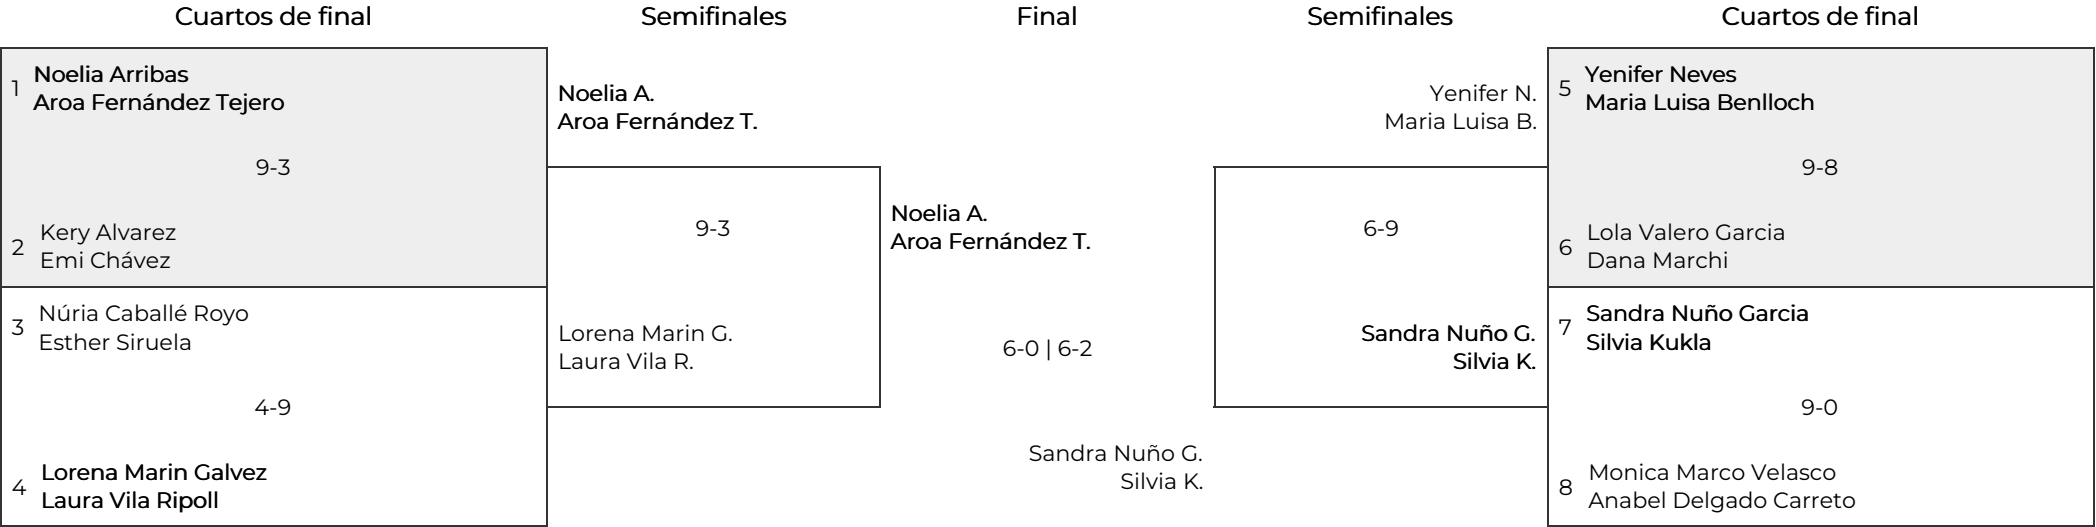 Cuartos de final
Semifinales
Final
Semifinales
Cuartos de final
1
Noelia Arribas
Aroa Fernández Tejero
9-3
2
Kery Alvarez
Emi Chávez
3
Núria Caballé Royo
Esther Siruela
4-9
4
Lorena Marin Galvez
Laura Vila Ripoll
Noelia A.
Aroa Fernández T.
9-3
Lorena Marin G.
Laura Vila R.
Noelia A.
Aroa Fernández T.
6-0 | 6-2
Sandra Nuño G.
Silvia K.
Yenifer N.
Maria Luisa B.
6-9
Sandra Nuño G.
Silvia K.
5
Yenifer Neves
Maria Luisa Benlloch
9-8
6
Lola Valero Garcia
Dana Marchi
7
Sandra Nuño Garcia
Silvia Kukla
9-0
8
Monica Marco Velasco
Anabel Delgado Carreto